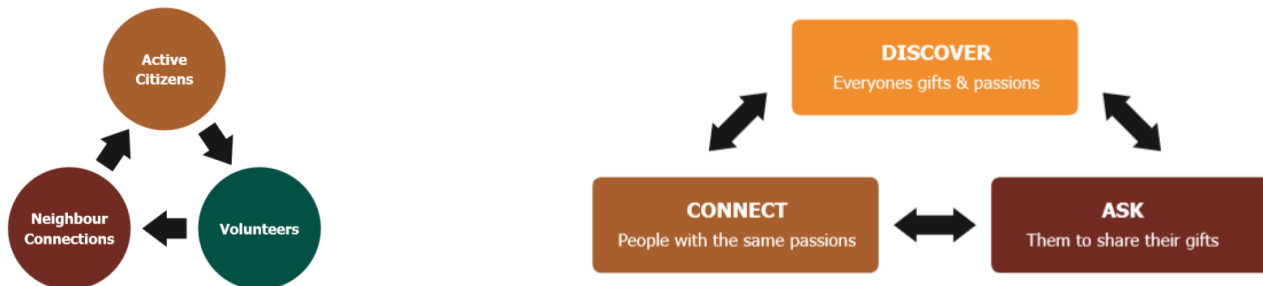 Active
Citizens
Neighbour
Connections
Volunteers
DISCOVER
Everyones gifts & passions
CONNECT
People with the same passions
ASK
Them to share their gifts